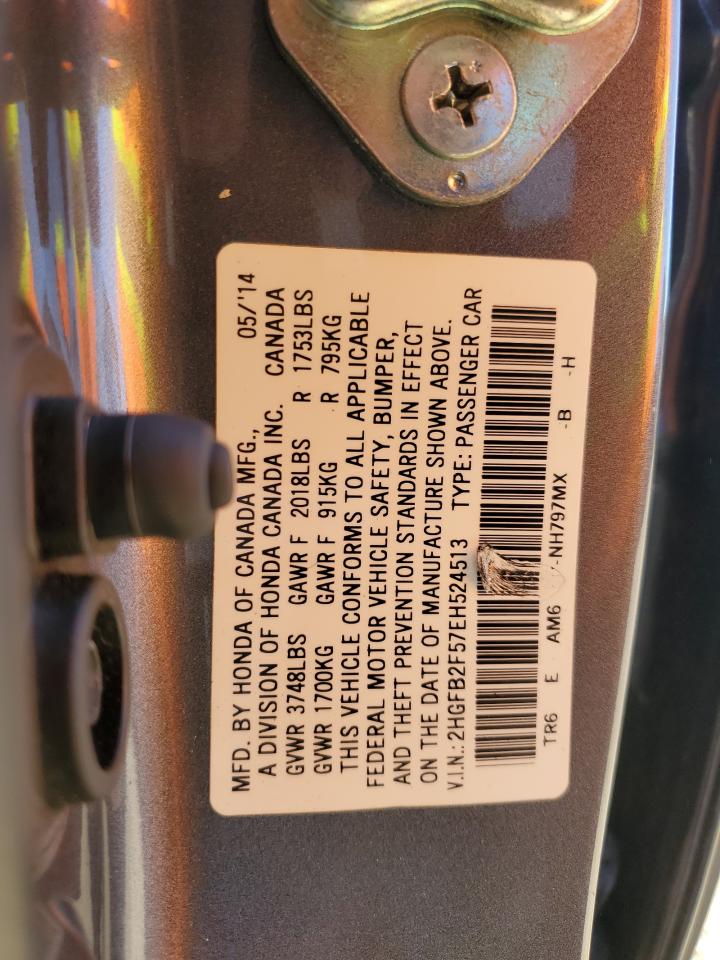 MFD. BY HONDA OF CANADA MFG., 05/'14
A DIVISION OF HONDA CANADA INC. CANADA
GVWR 3748LBS GAWR F 2018LBS R 1753LBS
GVWR 1700KG GAWR F 915KG R 795KG
THIS VEHICLE CONFORMS TO ALL APPLICABLE
FEDERAL MOTOR VEHICLE SAFETY, BUMPER,
AND THEFT PREVENTION STANDARDS IN EFFECT
ON THE DATE OF MANUFACTURE SHOWN ABOVE.
V.I.N.: 2HGFB2F57EH524513 TYPE: PASSENGER CAR
TR6 E AM6 -NH797MX -B -H